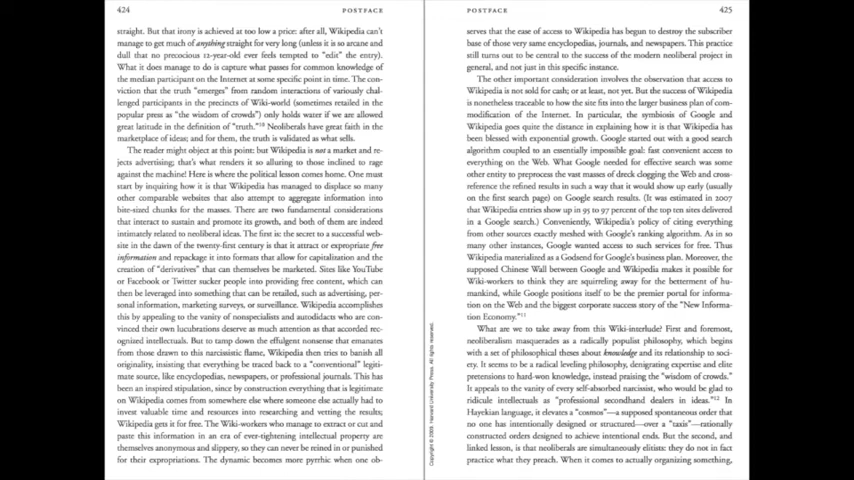 424
POSTFACE
straight. But that irony is achieved at too low a price: after all, Wikipedia can't
manage to get much of anything straight for very long (unless it is so arcane and
dull that no precocious 12-year-old ever feels tempted to "edit" the entry).
What it does manage to do is capture what passes for common knowledge of
the median participant on the Internet at some specific point in time. The con-
viction that the truth "emerges" from random interactions of variously chal-
lenged participants in the precincts of Wiki-world (sometimes retailed in the
popular press as "the wisdom of crowds") only holds water if we are allowed
great latitude in the definition of "truth."10 Neoliberals have great faith in the
marketplace of ideas; and for them, the truth is validated as what sells.
The reader might object at this point: but Wikipedia is not a market and re-
jects advertising; that's what renders it so alluring to those inclined to rage
against the machine! Here is where the political lesson comes home. One must
start by inquiring how it is that Wikipedia has managed to displace so many
other comparable websites that also attempt to aggregate information into
bite-sized chunks for the masses. There are two fundamental considerations
that interact to sustain and promote its growth, and both of them are indeed
intimately related to neoliberal ideas. The first is: the secret to a successful web-
site in the dawn of the twenty-first century is that it attract or expropriate free
information and repackage it into formats that allow for capitalization and the
creation of "derivatives" that can themselves be marketed. Sites like YouTube
or Facebook or Twitter sucker people into providing free content, which can
then be leveraged into something that can be retailed, such as advertising, per-
sonal information, marketing surveys, or surveillance. Wikipedia accomplishes
this by appealing to the vanity of nonspecialists and autodidacts who are con-
vinced their own lucubrations deserve as much attention as that accorded rec-
ognized intellectuals. But to tamp down the effulgent nonsense that emanates
from those drawn to this narcissistic flame, Wikipedia then tries to banish all
originality, insisting that everything be traced back to a "conventional" legiti-
mate source, like encyclopedias, newspapers, or professional journals. This has
been an inspired stipulation, since by construction everything that is legitimate
on Wikipedia comes from somewhere else where someone else actually had to
invest valuable time and resources into researching and vetting the results;
Wikipedia gets it for free. The Wiki-workers who manage to extract or cut and
paste this information in an era of ever-tightening intellectual property are
themselves anonymous and slippery, so they can never be reined in or punished
for their expropriations. The dynamic becomes more pyrrhic when one ob-
Copyright © 2009. Harvard University Press. All rights reserved.
POSTFACE
425
serves that the ease of access to Wikipedia has begun to destroy the subscriber
base of those very same encyclopedias, journals, and newspapers. This practice
still turns out to be central to the success of the modern neoliberal project in
general, and not just in this specific instance.
The other important consideration involves the observation that access to
Wikipedia is not sold for cash; or at least, not yet. But the success of Wikipedia
is nonetheless traceable to how the site fits into the larger business plan of com-
modification of the Internet. In particular, the symbiosis of Google and
Wikipedia goes quite the distance in explaining how it is that Wikipedia has
been blessed with exponential growth. Google started out with a good search
algorithm coupled to an essentially impossible goal: fast convenient access to
everything on the Web. What Google needed for effective search was some
other entity to preprocess the vast masses of dreck clogging the Web and cross-
reference the refined results in such a way that it would show up early (usually
on the first search page) on Google search results. (It was estimated in 2007
that Wikipedia entries show up in 95 to 97 percent of the top ten sites delivered
in a Google search.) Conveniently, Wikipedia's policy of citing everything
from other sources exactly meshed with Google's ranking algorithm. As in so
many other instances, Google wanted access to such services for free. Thus
Wikipedia materialized as a Godsend for Google's business plan. Moreover, the
supposed Chinese Wall between Google and Wikipedia makes it possible for
Wiki-workers to think they are squirreling away for the betterment of hu-
mankind, while Google positions itself to be the premier portal for informa-
tion on the Web and the biggest corporate success story of the "New Informa-
tion Economy."11
What are we to take away from this Wiki-interlude? First and foremost,
neoliberalism masquerades as a radically populist philosophy, which begins
with a set of philosophical theses about knowledge and its relationship to soci-
ety. It seems to be a radical leveling philosophy, denigrating expertise and elite
pretensions to hard-won knowledge, instead praising the "wisdom of crowds."
It appeals to the vanity of every self-absorbed narcissist, who would be glad to
ridicule intellectuals as "professional secondhand dealers in ideas."12 In
Hayekian language, it elevates a "cosmos"—a supposed spontaneous order that
no one has intentionally designed or structured—over a "taxis"—rationally
constructed orders designed to achieve intentional ends. But the second, and
linked lesson, is that neoliberals are simultaneously elitists: they do not in fact
practice what they preach. When it comes to actually organizing something,